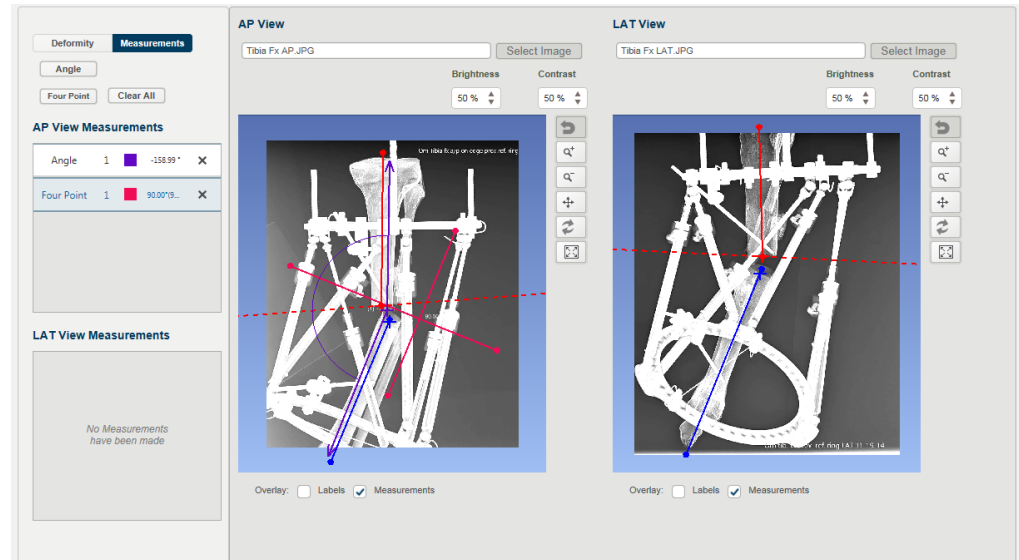 Deformity Measurements
Angle
Four Point Clear All
AP View Measurements
Angle 1 -158.99 °
Four Point 1 90.00°(9...
LAT View Measurements
No Measurements
have been made
AP View
Tibia Fx AP.JPG Select Image
Brightness Contrast
50 % 50 %
Overlay: Labels Measurements
LAT View
Tibia Fx LAT.JPG Select Image
Brightness Contrast
50 % 50 %
Overlay: Labels Measurements